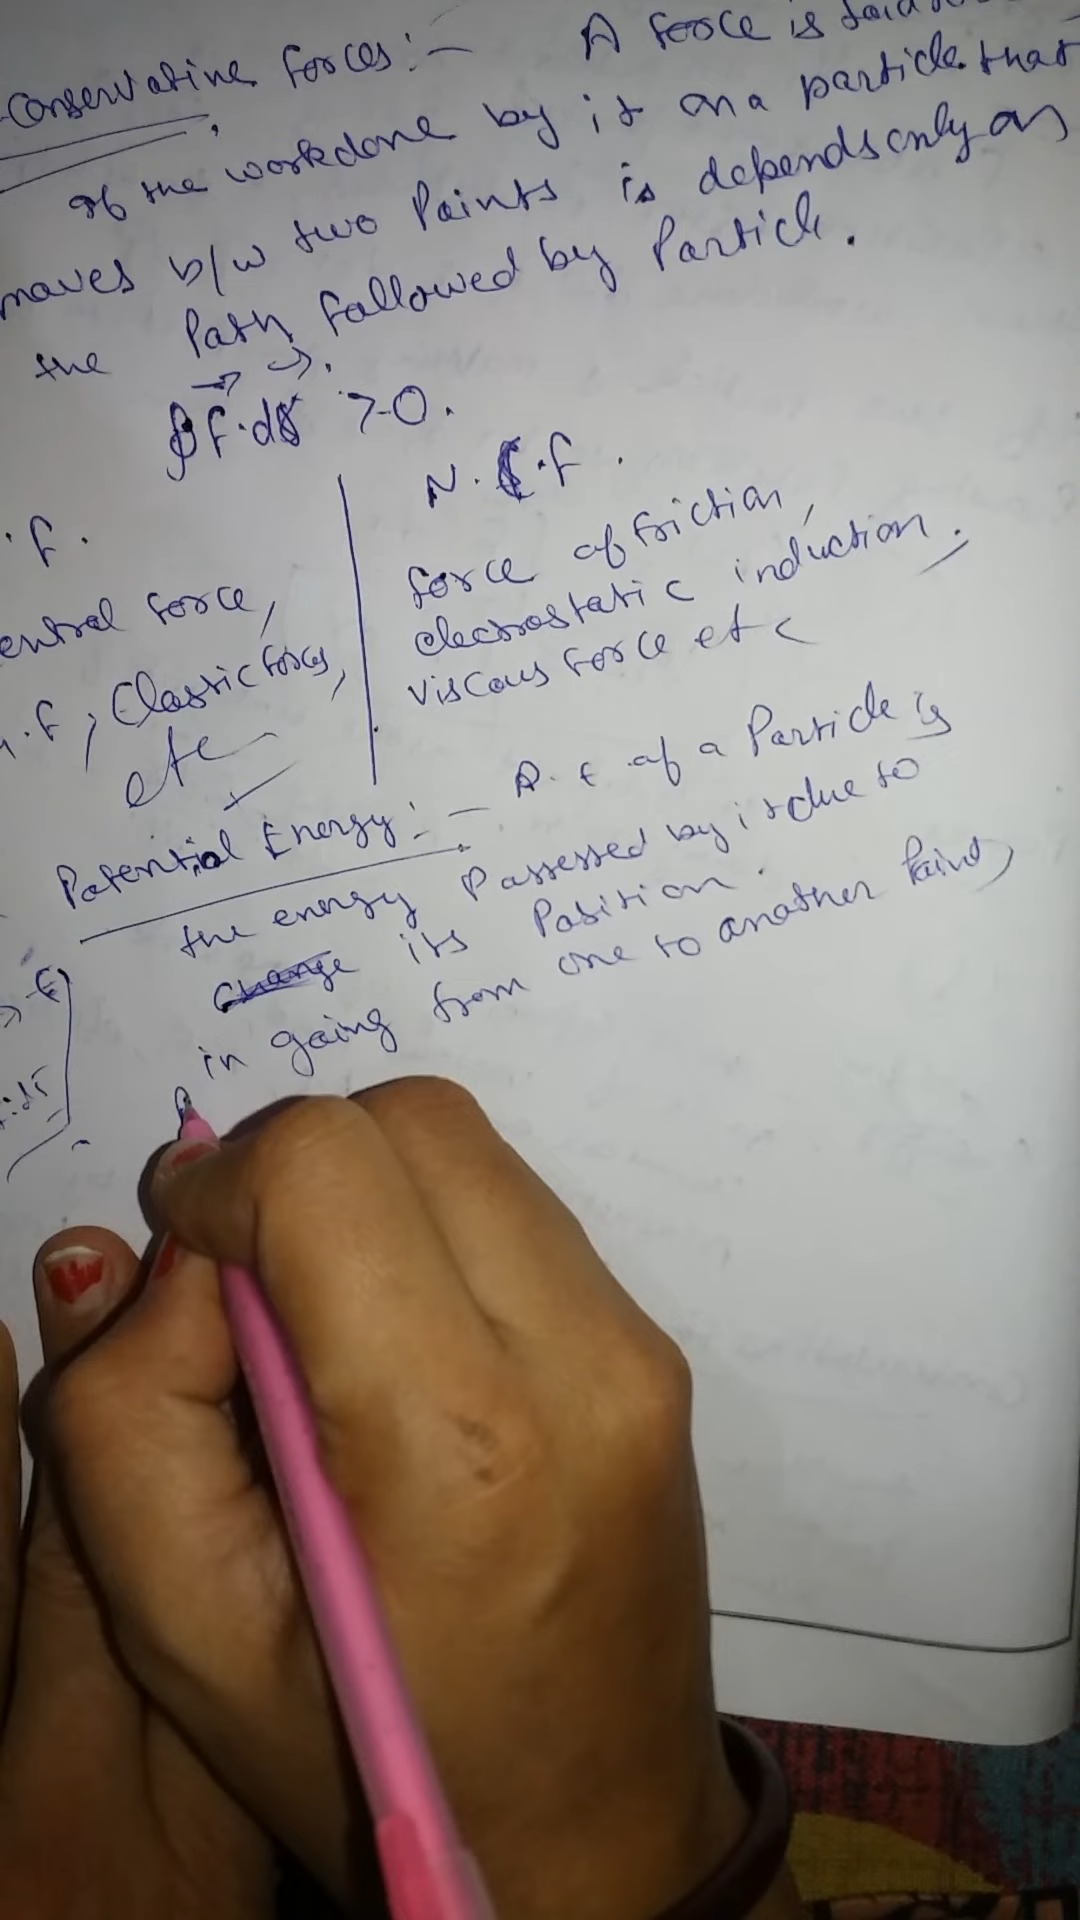 -Conservative forces:- A force is said
If the workdone by it on a particle that
moves b/w two Points is depends only on
the Path followed by Particle.
∮F⃗.ds⃗ >0.
.f. N.C.f.
entral force, force of friction,
.f, Classic forces, electrostatic induction.
etc viscous force etc
Potential Energy:- P.E of a Particle is
the energy Possessed by it due to
change its Position.
in going from one to another Point,
P